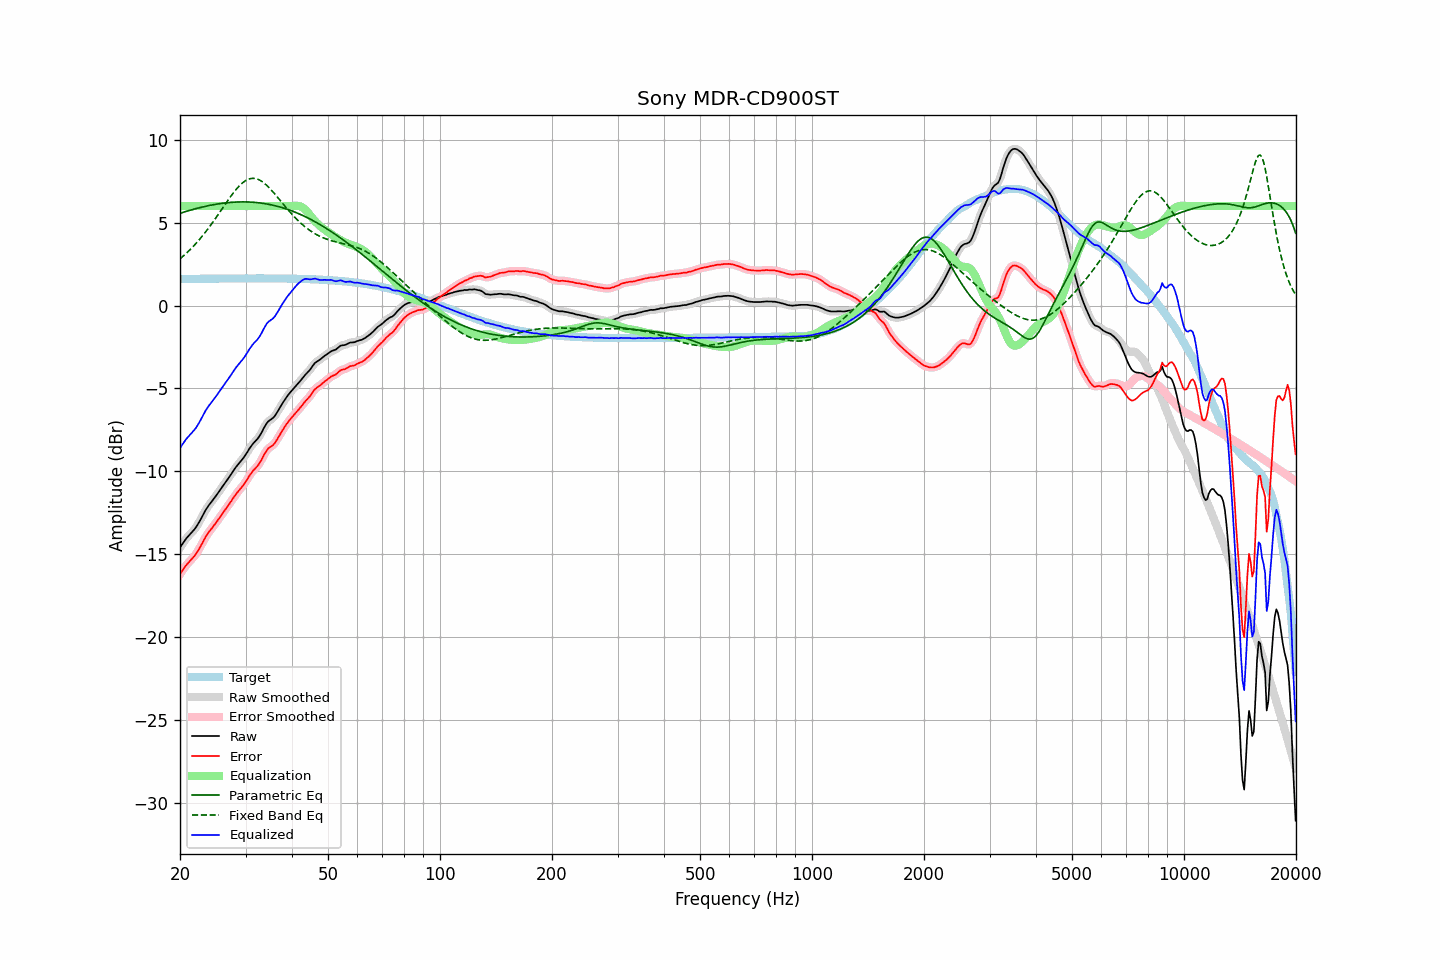 Sony MDR-CD900ST
Amplitude (dBr)
10
5
0
−5
−10
−15
−20
−25
−30
Target
Raw Smoothed
Error Smoothed
Raw
Error
Equalization
Parametric Eq
Fixed Band Eq
Equalized
20 50 100 200 500 1000 2000 5000 10000 20000
Frequency (Hz)